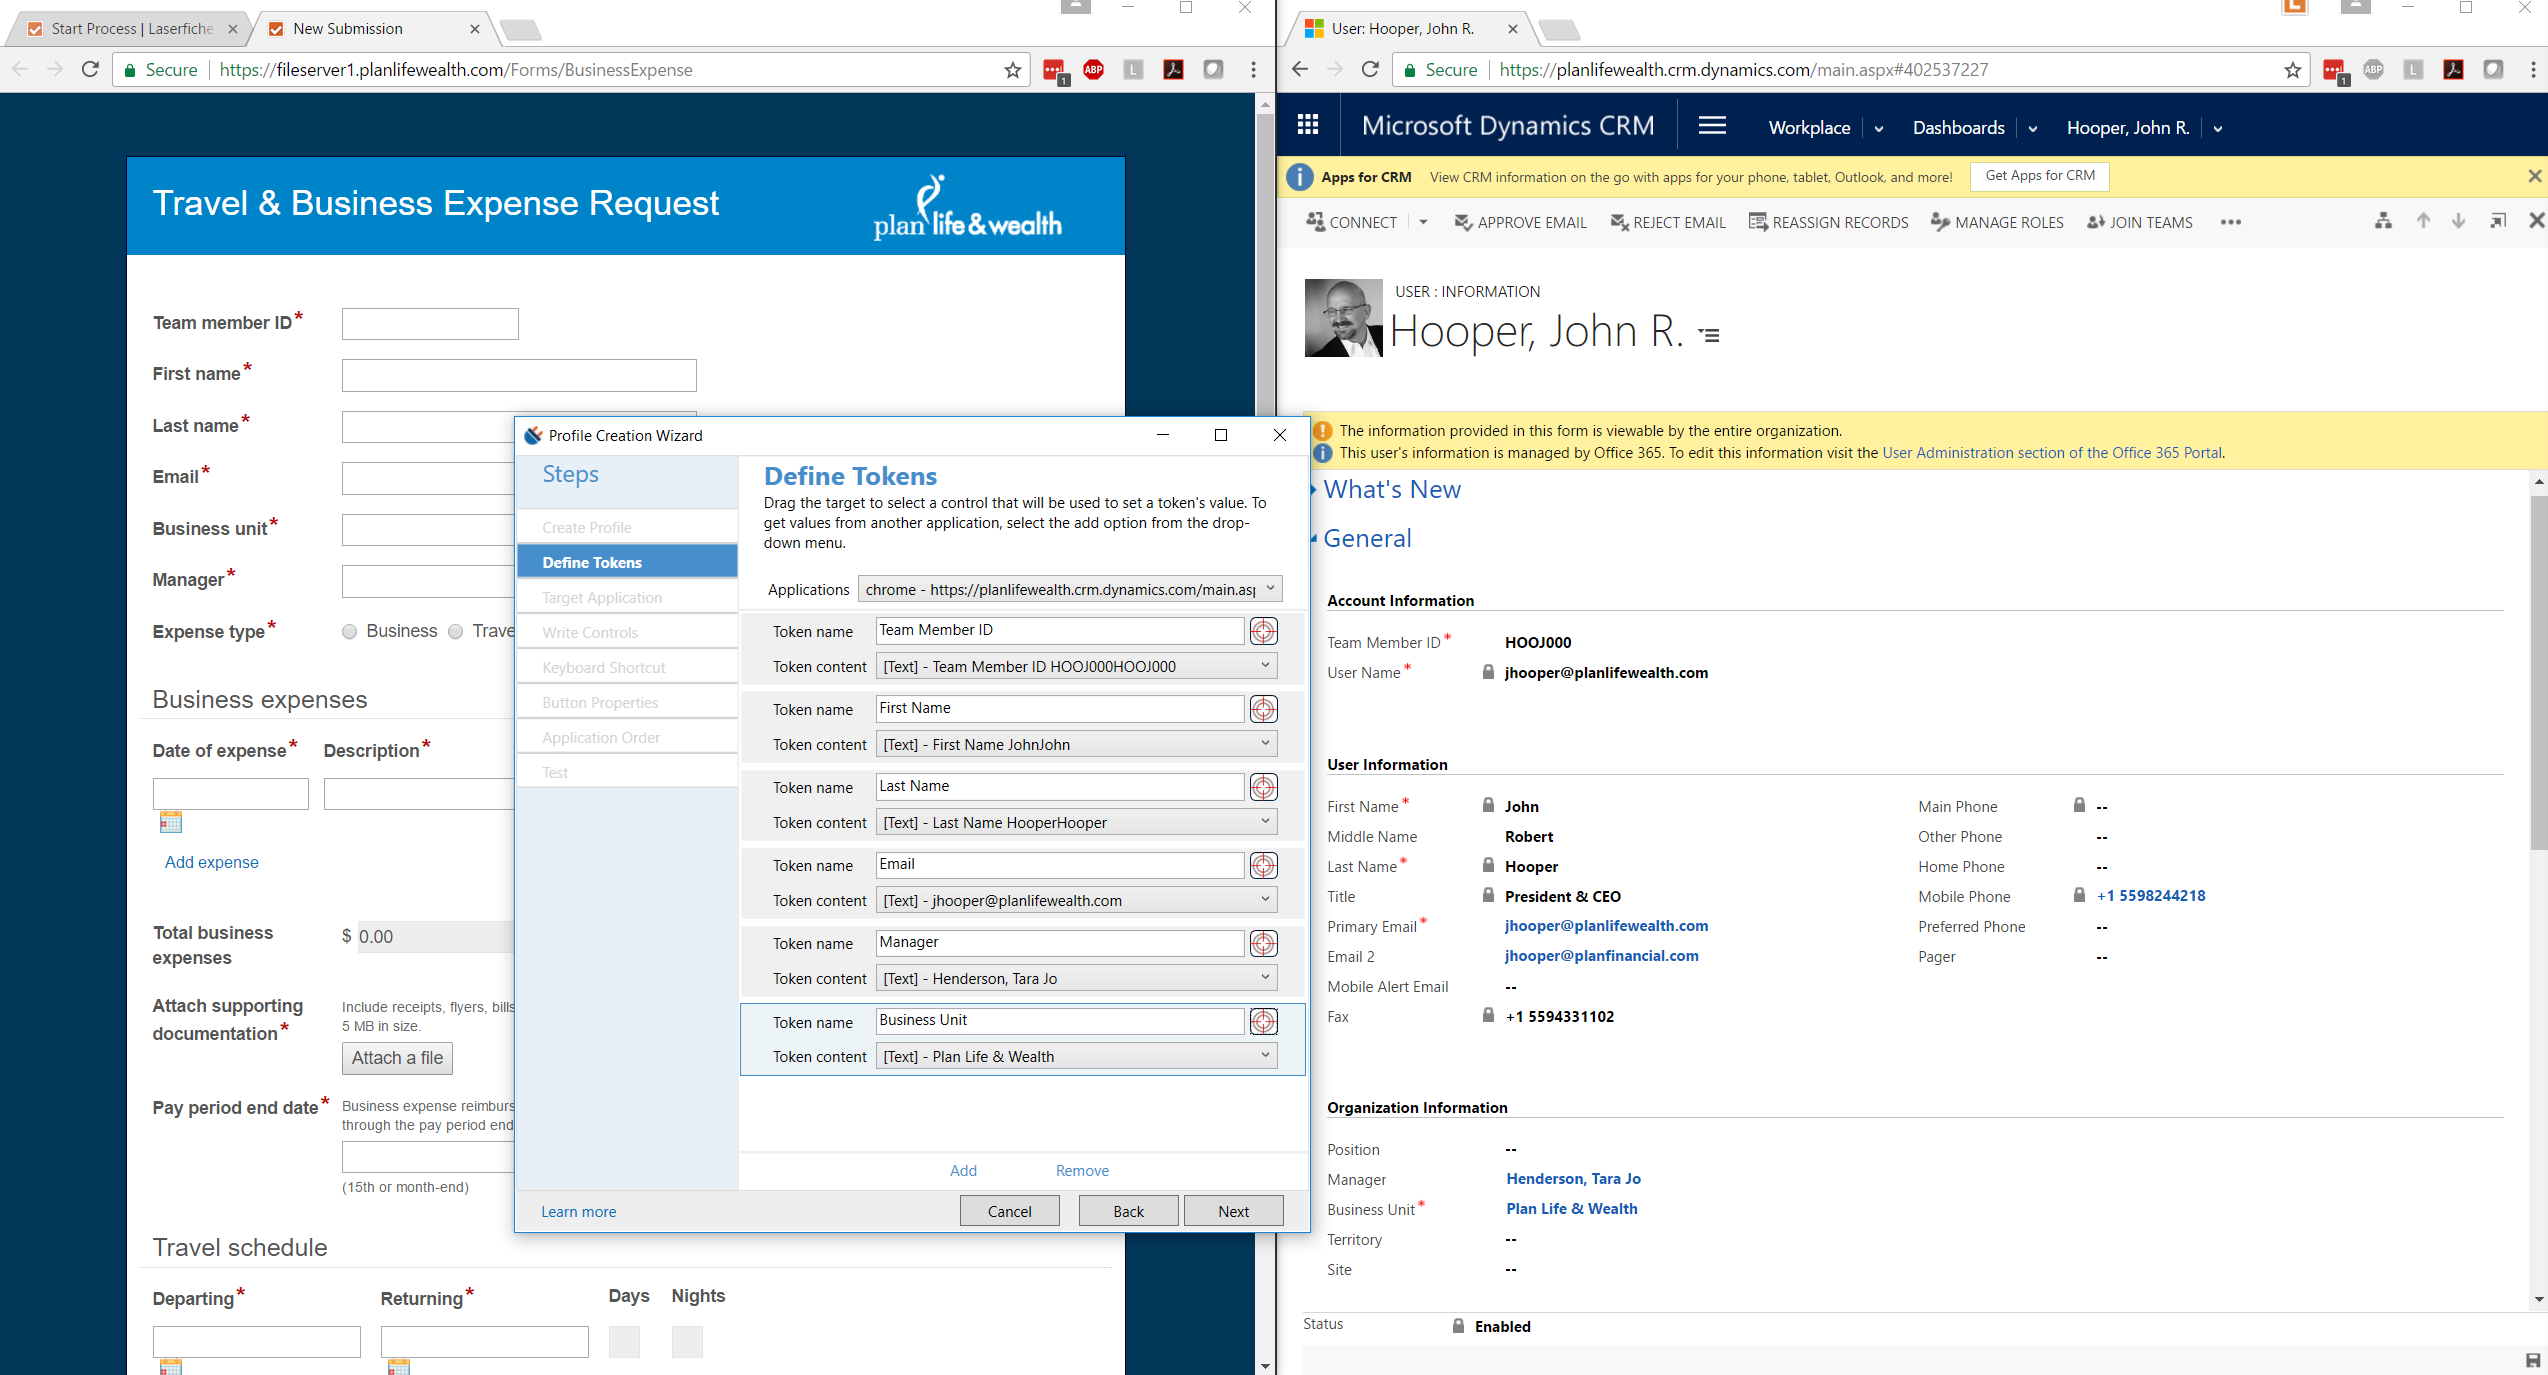 Start Process | Laserfiche
New Submission
Secure https://fileserver1.planlifewealth.com/Forms/BusinessExpense
1
ABP
L
Travel & Business Expense Request
plan life & wealth
Team member ID*
First name*
Last name*
Email*
Business unit*
Manager*
Expense type* Business Trave
Business expenses
Date of expense* Description*
Add expense
Total business
expenses
$ 0.00
Attach supporting
documentation*
Include receipts, flyers, bills
5 MB in size.
Attach a file
Pay period end date*
Business expense reimburs
through the pay period end
(15th or month-end)
Travel schedule
Departing* Returning* Days Nights
Profile Creation Wizard
Steps
Create Profile
Define Tokens
Target Application
Write Controls
Keyboard Shortcut
Button Properties
Application Order
Test
Define Tokens
Drag the target to select a control that will be used to set a token's value. To
get values from another application, select the add option from the drop-
down menu.
Applications chrome - https://planlifewealth.crm.dynamics.com/main.asp
Token name Team Member ID
Token content [Text] - Team Member ID HOOJ000HOOJ000
Token name First Name
Token content [Text] - First Name JohnJohn
Token name Last Name
Token content [Text] - Last Name HooperHooper
Token name Email
Token content [Text] - jhooper@planlifewealth.com
Token name Manager
Token content [Text] - Henderson, Tara Jo
Token name Business Unit
Token content [Text] - Plan Life & Wealth
Add Remove
Learn more Cancel Back Next
User: Hooper, John R.
Secure https://planlifewealth.crm.dynamics.com/main.aspx#402537227
1
ABP
L
Microsoft Dynamics CRM Workplace Dashboards Hooper, John R.
Apps for CRM View CRM information on the go with apps for your phone, tablet, Outlook, and more! Get Apps for CRM
CONNECT APPROVE EMAIL REJECT EMAIL REASSIGN RECORDS MANAGE ROLES JOIN TEAMS •••
USER : INFORMATION
Hooper, John R.
The information provided in this form is viewable by the entire organization.
This user's information is managed by Office 365. To edit this information visit the User Administration section of the Office 365 Portal.
What's New
General
Account Information
Team Member ID* HOOJ000
User Name* jhooper@planlifewealth.com
User Information
First Name* John Main Phone --
Middle Name Robert Other Phone --
Last Name* Hooper Home Phone --
Title President & CEO Mobile Phone +1 5598244218
Primary Email* jhooper@planlifewealth.com Preferred Phone --
Email 2 jhooper@planfinancial.com Pager --
Mobile Alert Email --
Fax +1 5594331102
Organization Information
Position --
Manager Henderson, Tara Jo
Business Unit* Plan Life & Wealth
Territory --
Site --
Status Enabled